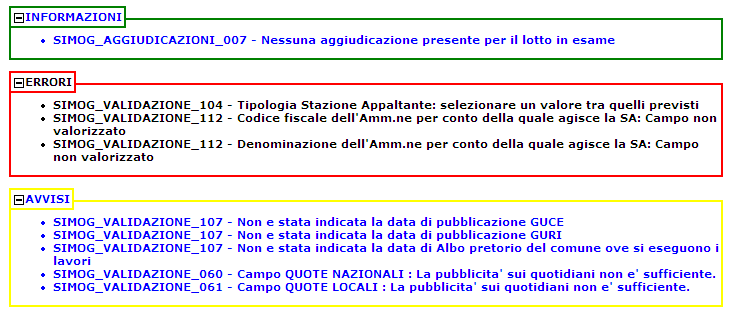 INFORMAZIONI
SIMOG_AGGIUDICAZIONI_007 - Nessuna aggiudicazione presente per il lotto in esame
ERRORI
SIMOG_VALIDAZIONE_104 - Tipologia Stazione Appaltante: selezionare un valore tra quelli previsti
SIMOG_VALIDAZIONE_112 - Codice fiscale dell'Amm.ne per conto della quale agisce la SA: Campo non
valorizzato
SIMOG_VALIDAZIONE_112 - Denominazione dell'Amm.ne per conto della quale agisce la SA: Campo
non valorizzato
AVVISI
SIMOG_VALIDAZIONE_107 - Non e stata indicata la data di pubblicazione GUCE
SIMOG_VALIDAZIONE_107 - Non e stata indicata la data di pubblicazione GURI
SIMOG_VALIDAZIONE_107 - Non e stata indicata la data di Albo pretorio del comune ove si eseguono i
lavori
SIMOG_VALIDAZIONE_060 - Campo QUOTE NAZIONALI : La pubblicita' sui quotidiani non e' sufficiente.
SIMOG_VALIDAZIONE_061 - Campo QUOTE LOCALI : La pubblicita' sui quotidiani non e' sufficiente.